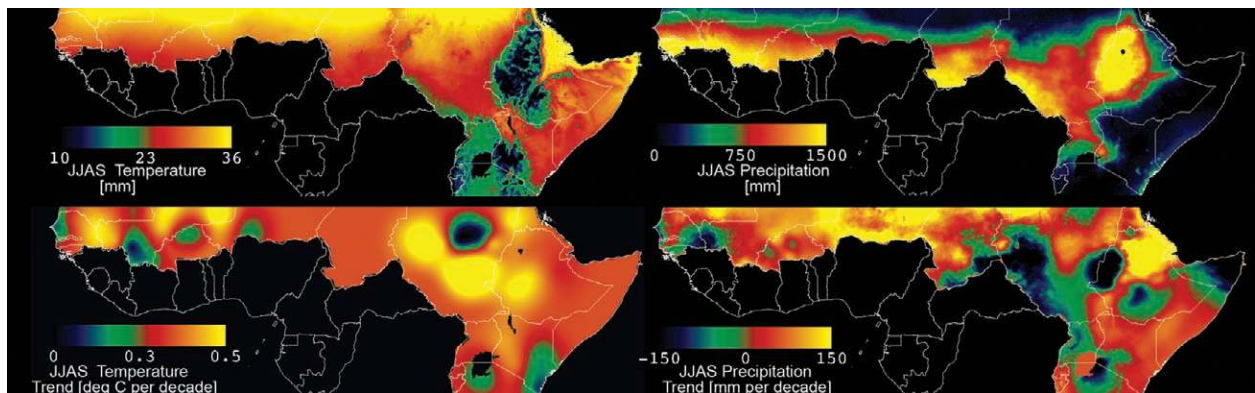 10 23 36
JJAS Temperature
[mm]
0 750 1500
JJAS Precipitation
[mm]
0 0.3 0.5
JJAS Temperature
Trend [deg C per decade]
-150 0 150
JJAS Precipitation
Trend [mm per decade]